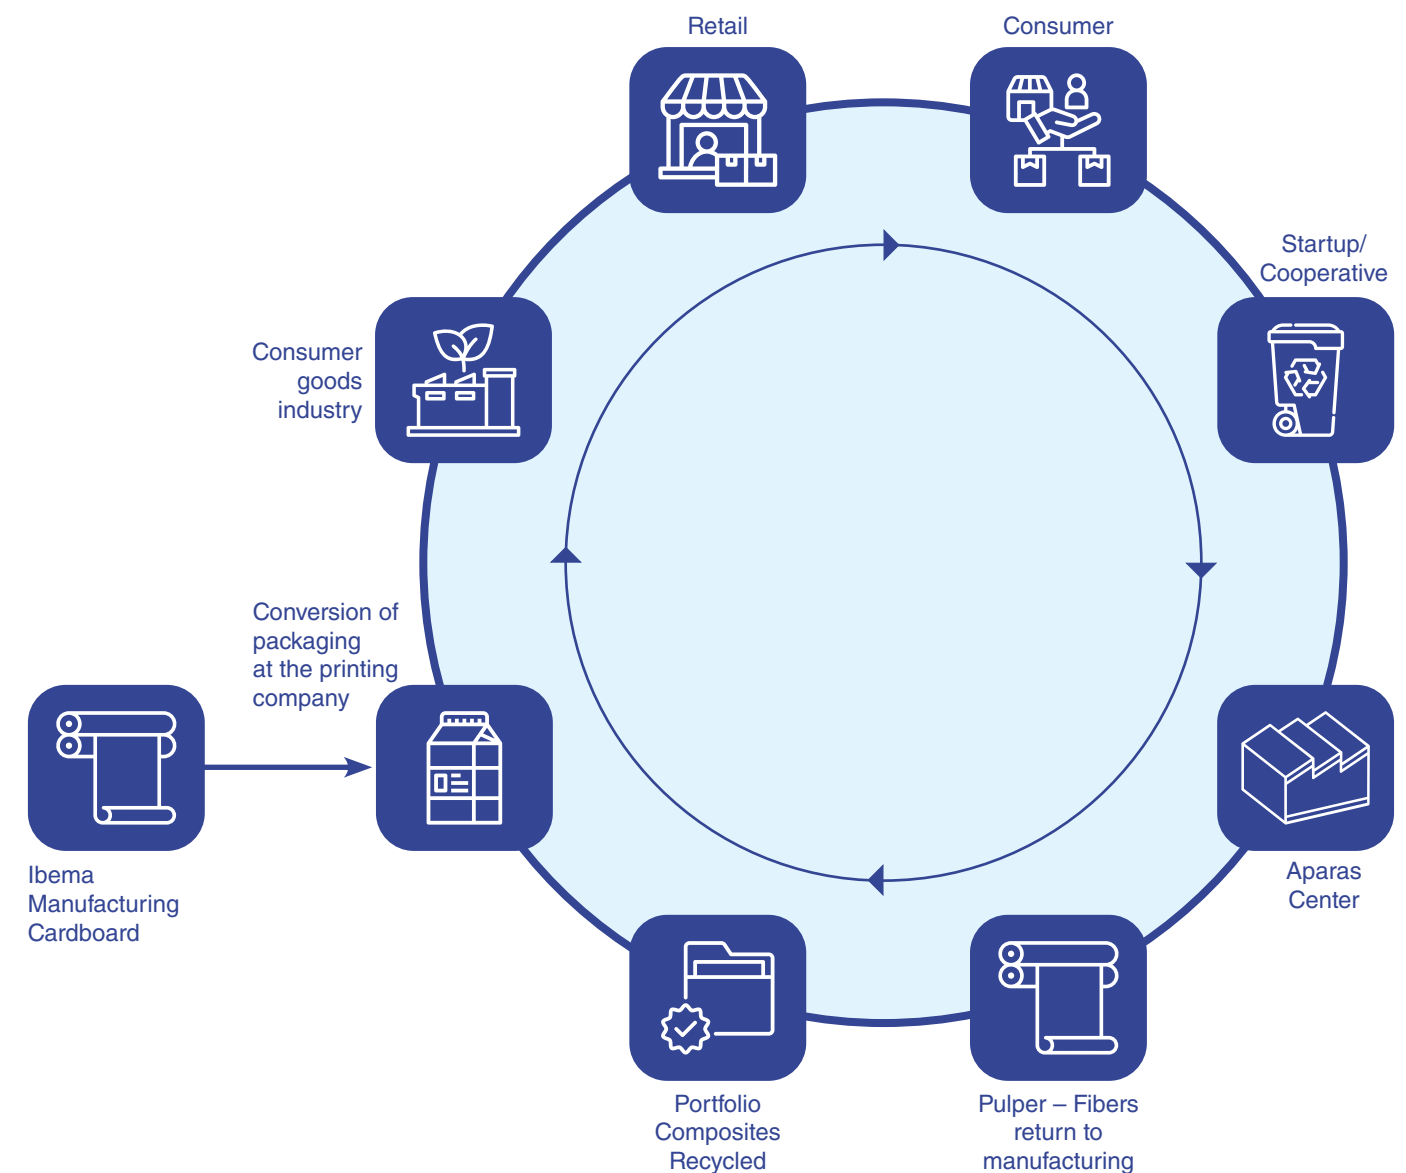 Retail
Consumer
Startup/
Cooperative
Consumer
goods
industry
Conversion of
packaging
at the printing
company
Ibema
Manufacturing
Cardboard
Aparas
Center
Portfolio
Composites
Recycled
Pulper – Fibers
return to
manufacturing